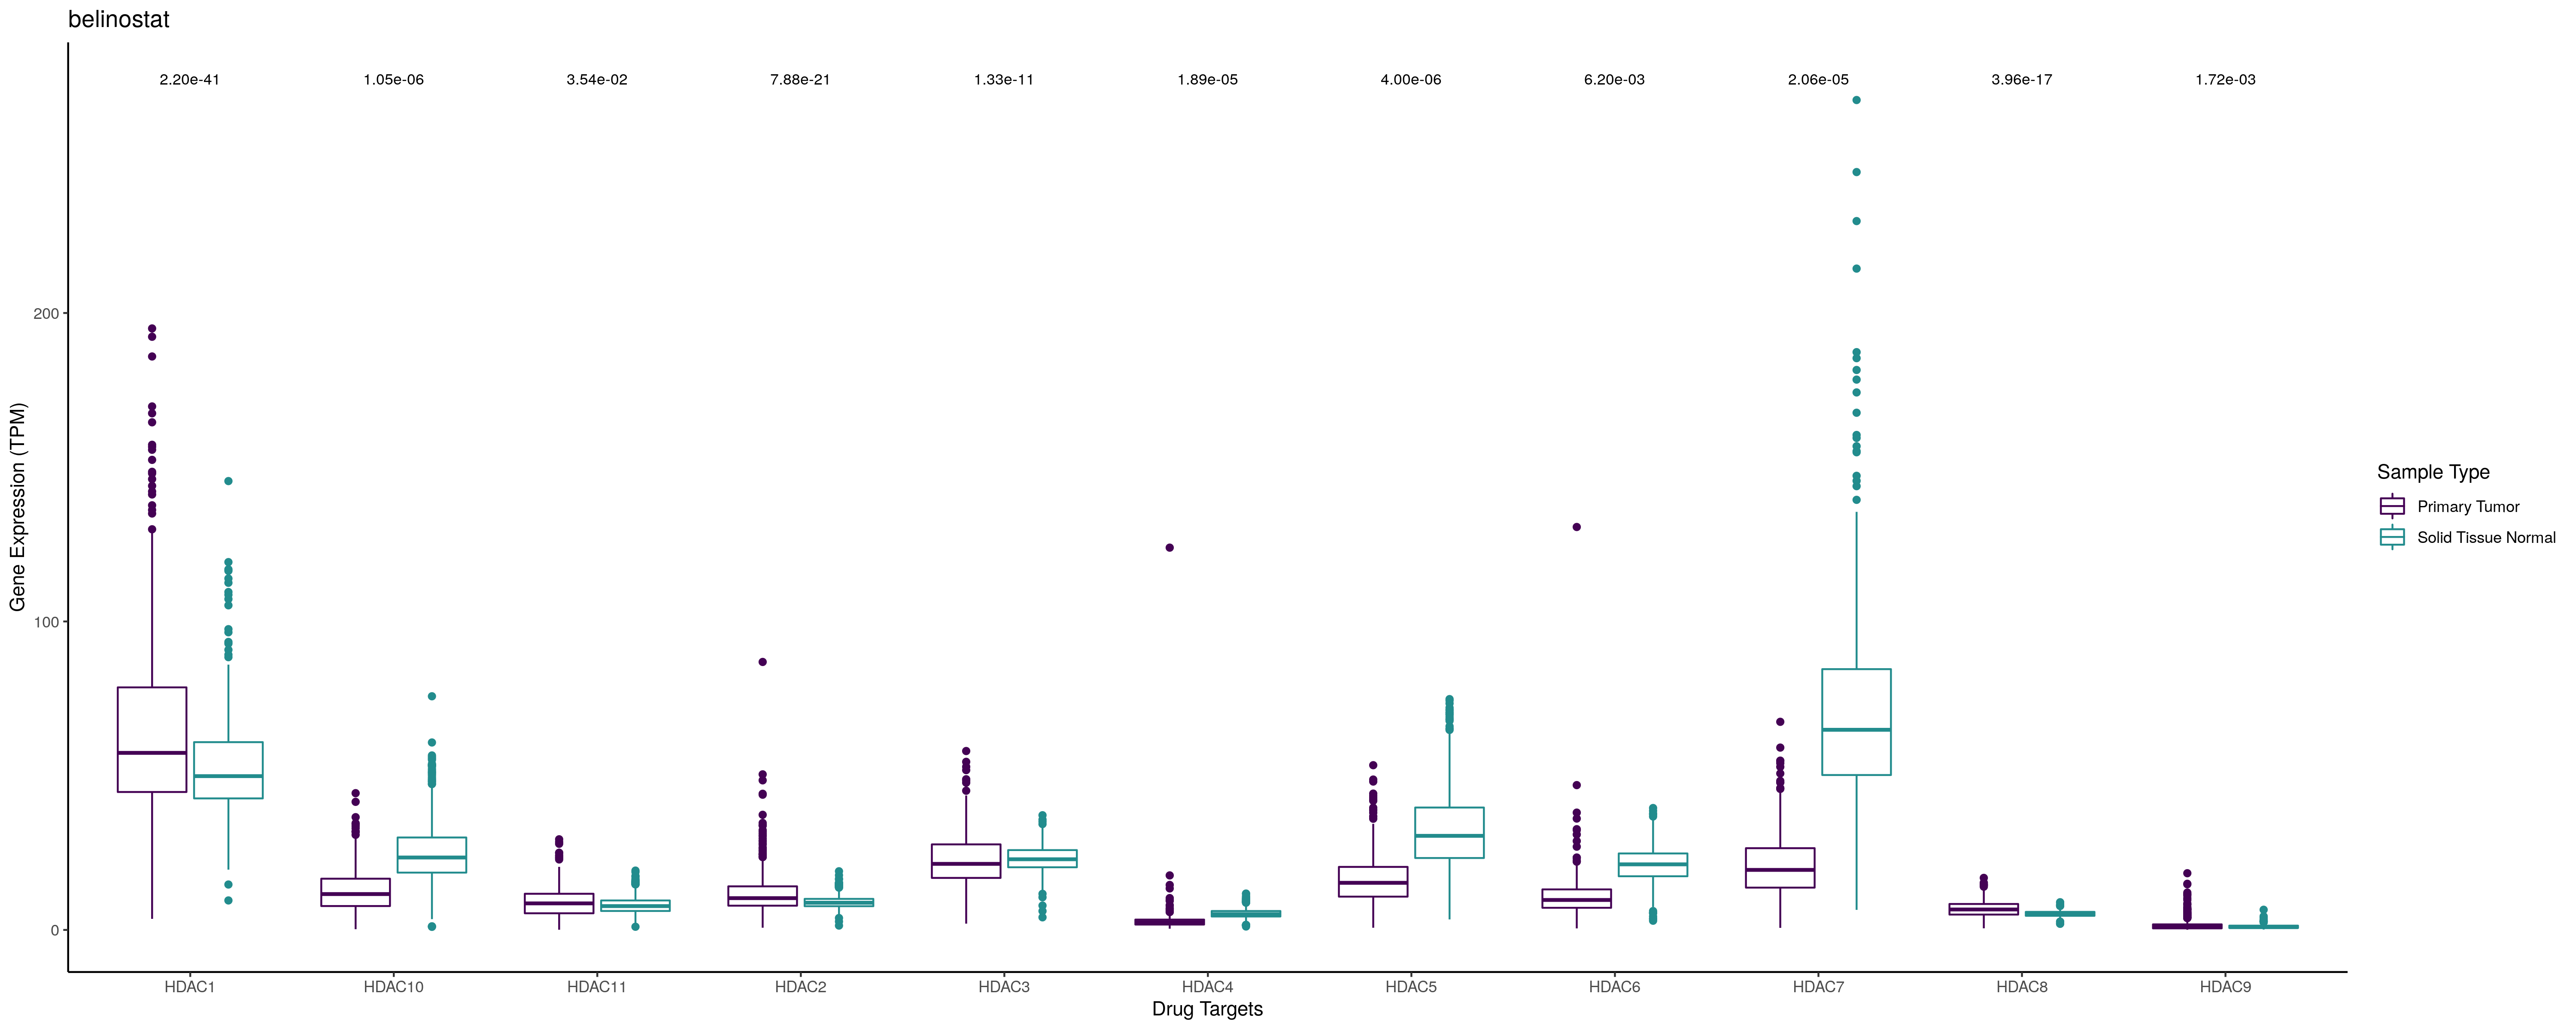 belinostat
2.20e-41 1.05e-06 3.54e-02 7.88e-21 1.33e-11 1.89e-05 4.00e-06 6.20e-03 2.06e-05 3.96e-17 1.72e-03
Gene Expression (TPM)
200
100
0
HDAC1 HDAC10 HDAC11 HDAC2 HDAC3 HDAC4 HDAC5 HDAC6 HDAC7 HDAC8 HDAC9
Drug Targets
Sample Type
Primary Tumor
Solid Tissue Normal